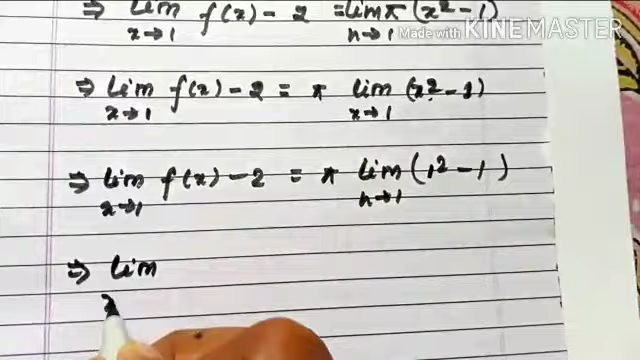 ⇒ lim f(x) - 2 = lim π (x² - 1)
x→1 n→1
Made with KINEMASTER
⇒ lim f(x) - 2 = π lim (x² - 1)
x→1 x→1
⇒ lim f(x) - 2 = π lim (1² - 1)
x→1 n→1
⇒ lim